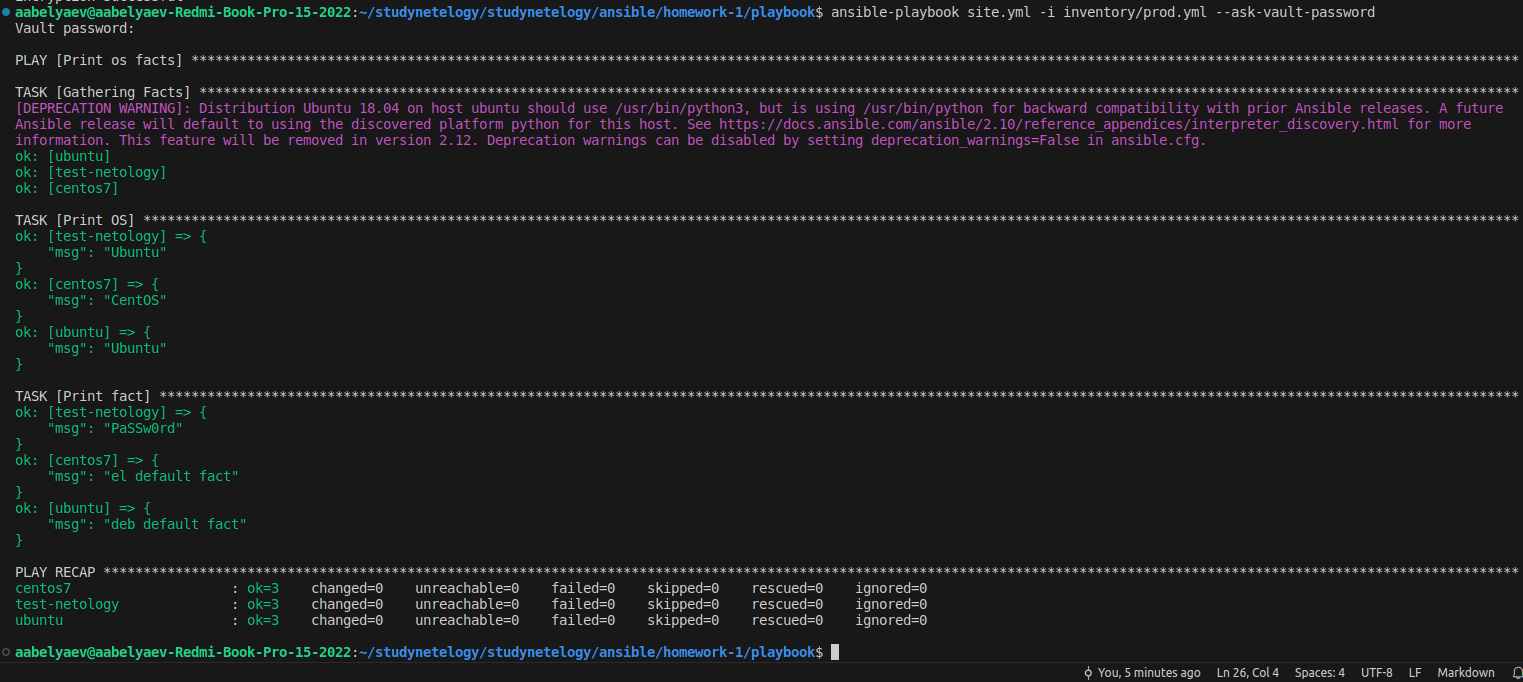 aabelyaev@aabelyaev-Redmi-Book-Pro-15-2022:~/studynetelogy/studynetelogy/ansible/homework-1/playbook$ ansible-playbook site.yml -i inventory/prod.yml --ask-vault-password
Vault password:
PLAY [Print os facts] ***********************************************************************************************************************************************************************
TASK [Gathering Facts] **********************************************************************************************************************************************************************
[DEPRECATION WARNING]: Distribution Ubuntu 18.04 on host ubuntu should use /usr/bin/python3, but is using /usr/bin/python for backward compatibility with prior Ansible releases. A future
Ansible release will default to using the discovered platform python for this host. See https://docs.ansible.com/ansible/2.10/reference_appendices/interpreter_discovery.html for more
information. This feature will be removed in version 2.12. Deprecation warnings can be disabled by setting deprecation_warnings=False in ansible.cfg.
ok: [ubuntu]
ok: [test-netology]
ok: [centos7]
TASK [Print OS] *****************************************************************************************************************************************************************************
ok: [test-netology] => {
    "msg": "Ubuntu"
}
ok: [centos7] => {
    "msg": "CentOS"
}
ok: [ubuntu] => {
    "msg": "Ubuntu"
}
TASK [Print fact] ***************************************************************************************************************************************************************************
ok: [test-netology] => {
    "msg": "PaSSw0rd"
}
ok: [centos7] => {
    "msg": "el default fact"
}
ok: [ubuntu] => {
    "msg": "deb default fact"
}
PLAY RECAP **********************************************************************************************************************************************************************************
centos7                    : ok=3    changed=0    unreachable=0    failed=0    skipped=0    rescued=0    ignored=0
test-netology              : ok=3    changed=0    unreachable=0    failed=0    skipped=0    rescued=0    ignored=0
ubuntu                     : ok=3    changed=0    unreachable=0    failed=0    skipped=0    rescued=0    ignored=0
aabelyaev@aabelyaev-Redmi-Book-Pro-15-2022:~/studynetelogy/studynetelogy/ansible/homework-1/playbook$
You, 5 minutes ago Ln 26, Col 4 Spaces: 4 UTF-8 LF Markdown